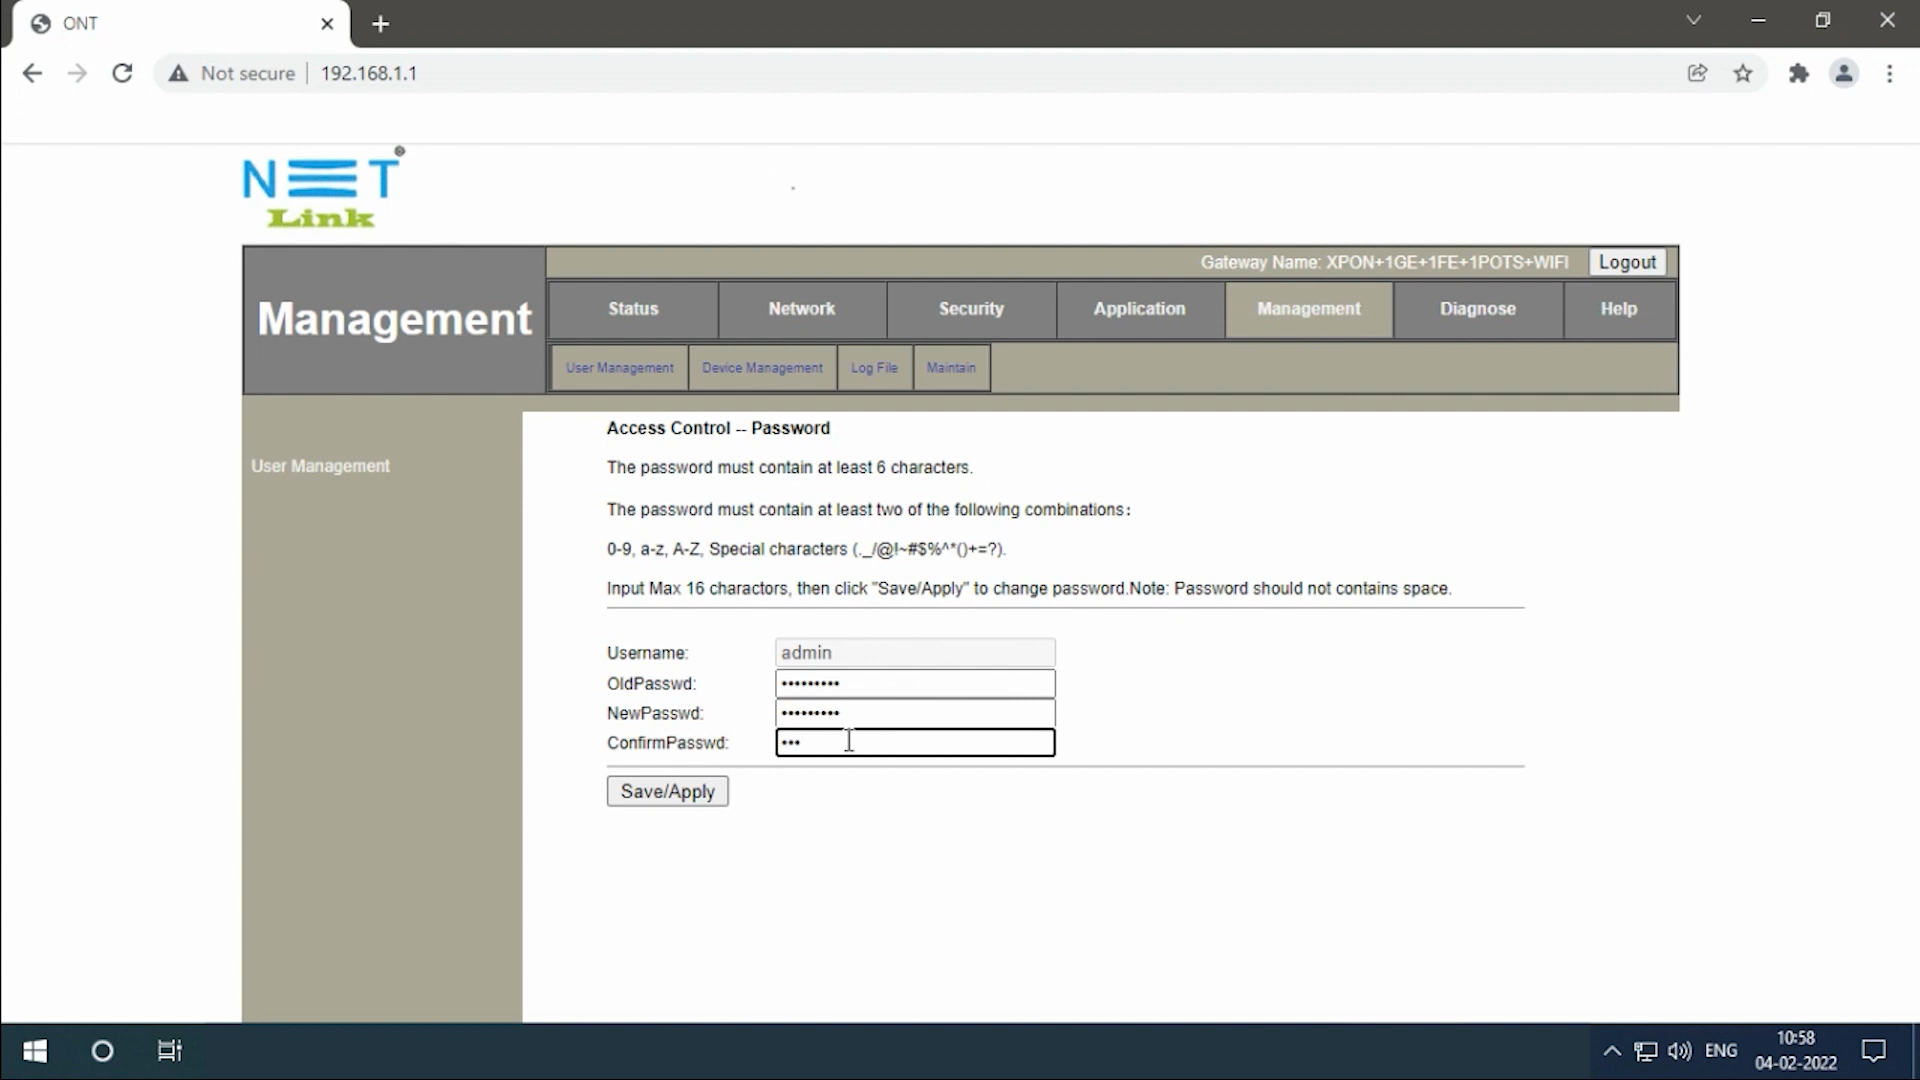 ONT
Not secure 192.168.1.1
NET
Link
Gateway Name: XPON+1GE+1FE+1POTS+WIFI Logout
Management
Status Network Security Application Management Diagnose Help
User Management Device Management Log File Maintain
User Management
Access Control -- Password
The password must contain at least 6 characters.
The password must contain at least two of the following combinations:
0-9, a-z, A-Z, Special characters (._/@!~#$%^*()+=?).
Input Max 16 charactors, then click "Save/Apply" to change password.Note: Password should not contains space.
Username: admin
OldPasswd: •••••••••
NewPasswd: •••••••••
ConfirmPasswd: •••
Save/Apply
ENG
10:58
04-02-2022